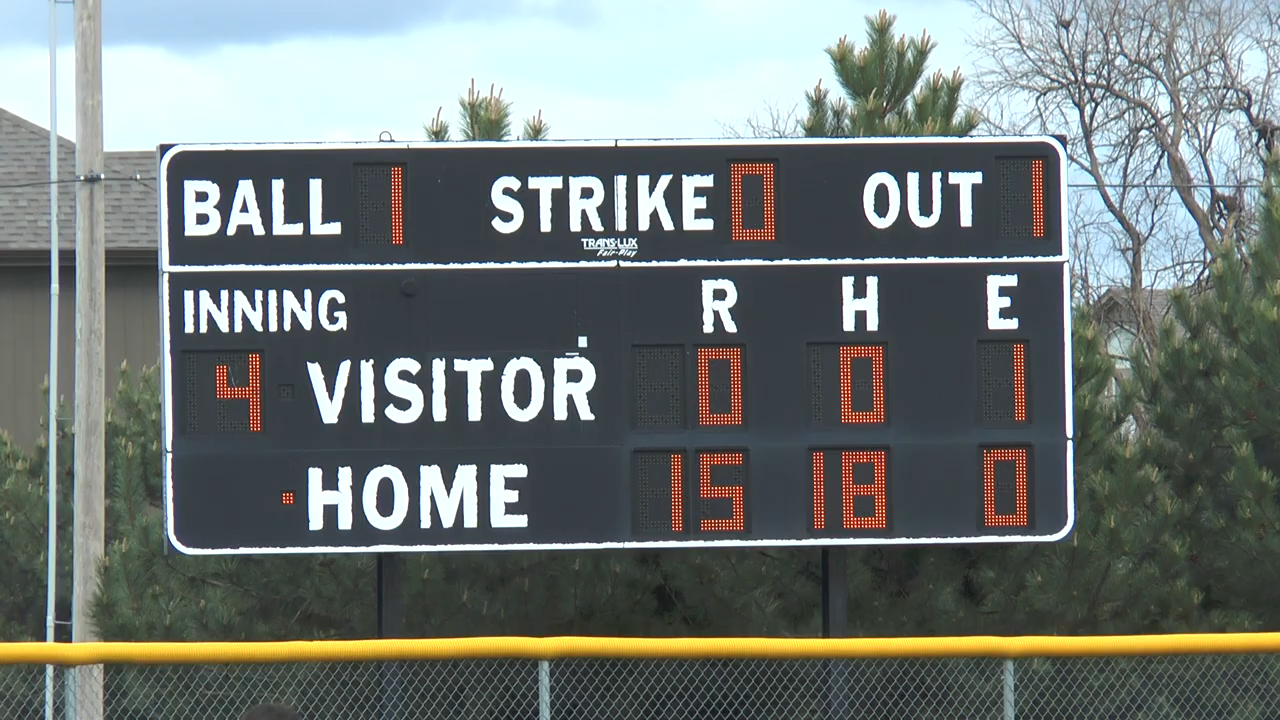 BALL 1 STRIKE 0 OUT 1
TRANS-LUX
Fair-Play
INNING R H E
4 VISITOR 0 0 1
HOME 15 18 0